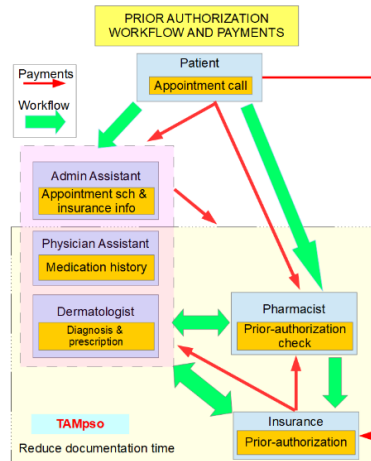 PRIOR AUTHORIZATION
WORKFLOW AND PAYMENTS
Payments
Workflow
Patient
Appointment call
Admin Assistant
Appointment sch &
insurance info
Physician Assistant
Medication history
Dermatologist
Diagnosis &
prescription
Pharmacist
Prior-authorization
check
Insurance
Prior-authorization
TAMpso
Reduce documentation time